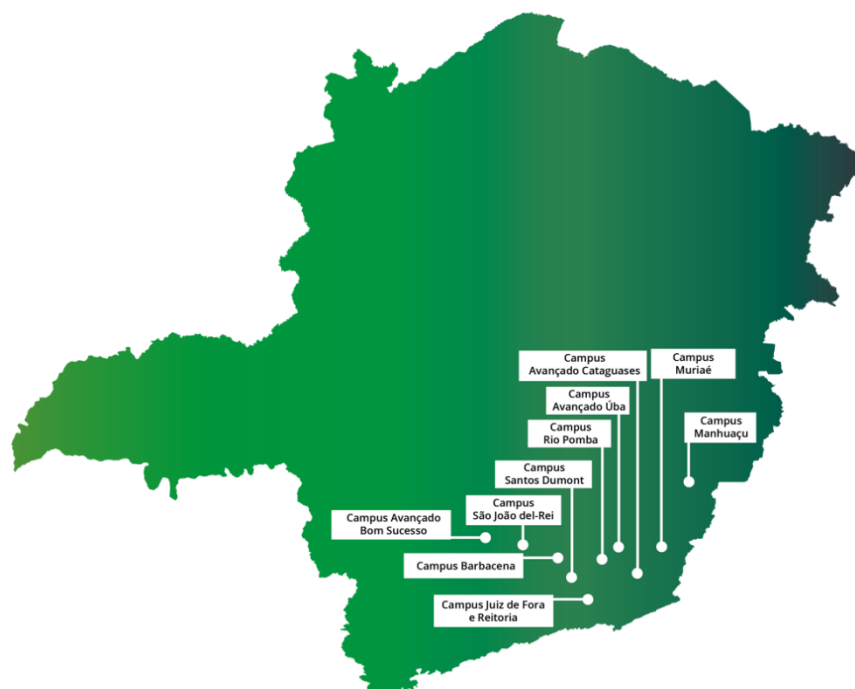 Campus
Avançado Cataguases
Campus
Muriaé
Campus
Avançado Úba
Campus
Manhuaçu
Campus
Rio Pomba
Campus
Santos Dumont
Campus
São João del-Rei
Campus Avançado
Bom Sucesso
Campus Barbacena
Campus Juiz de Fora
e Reitoria